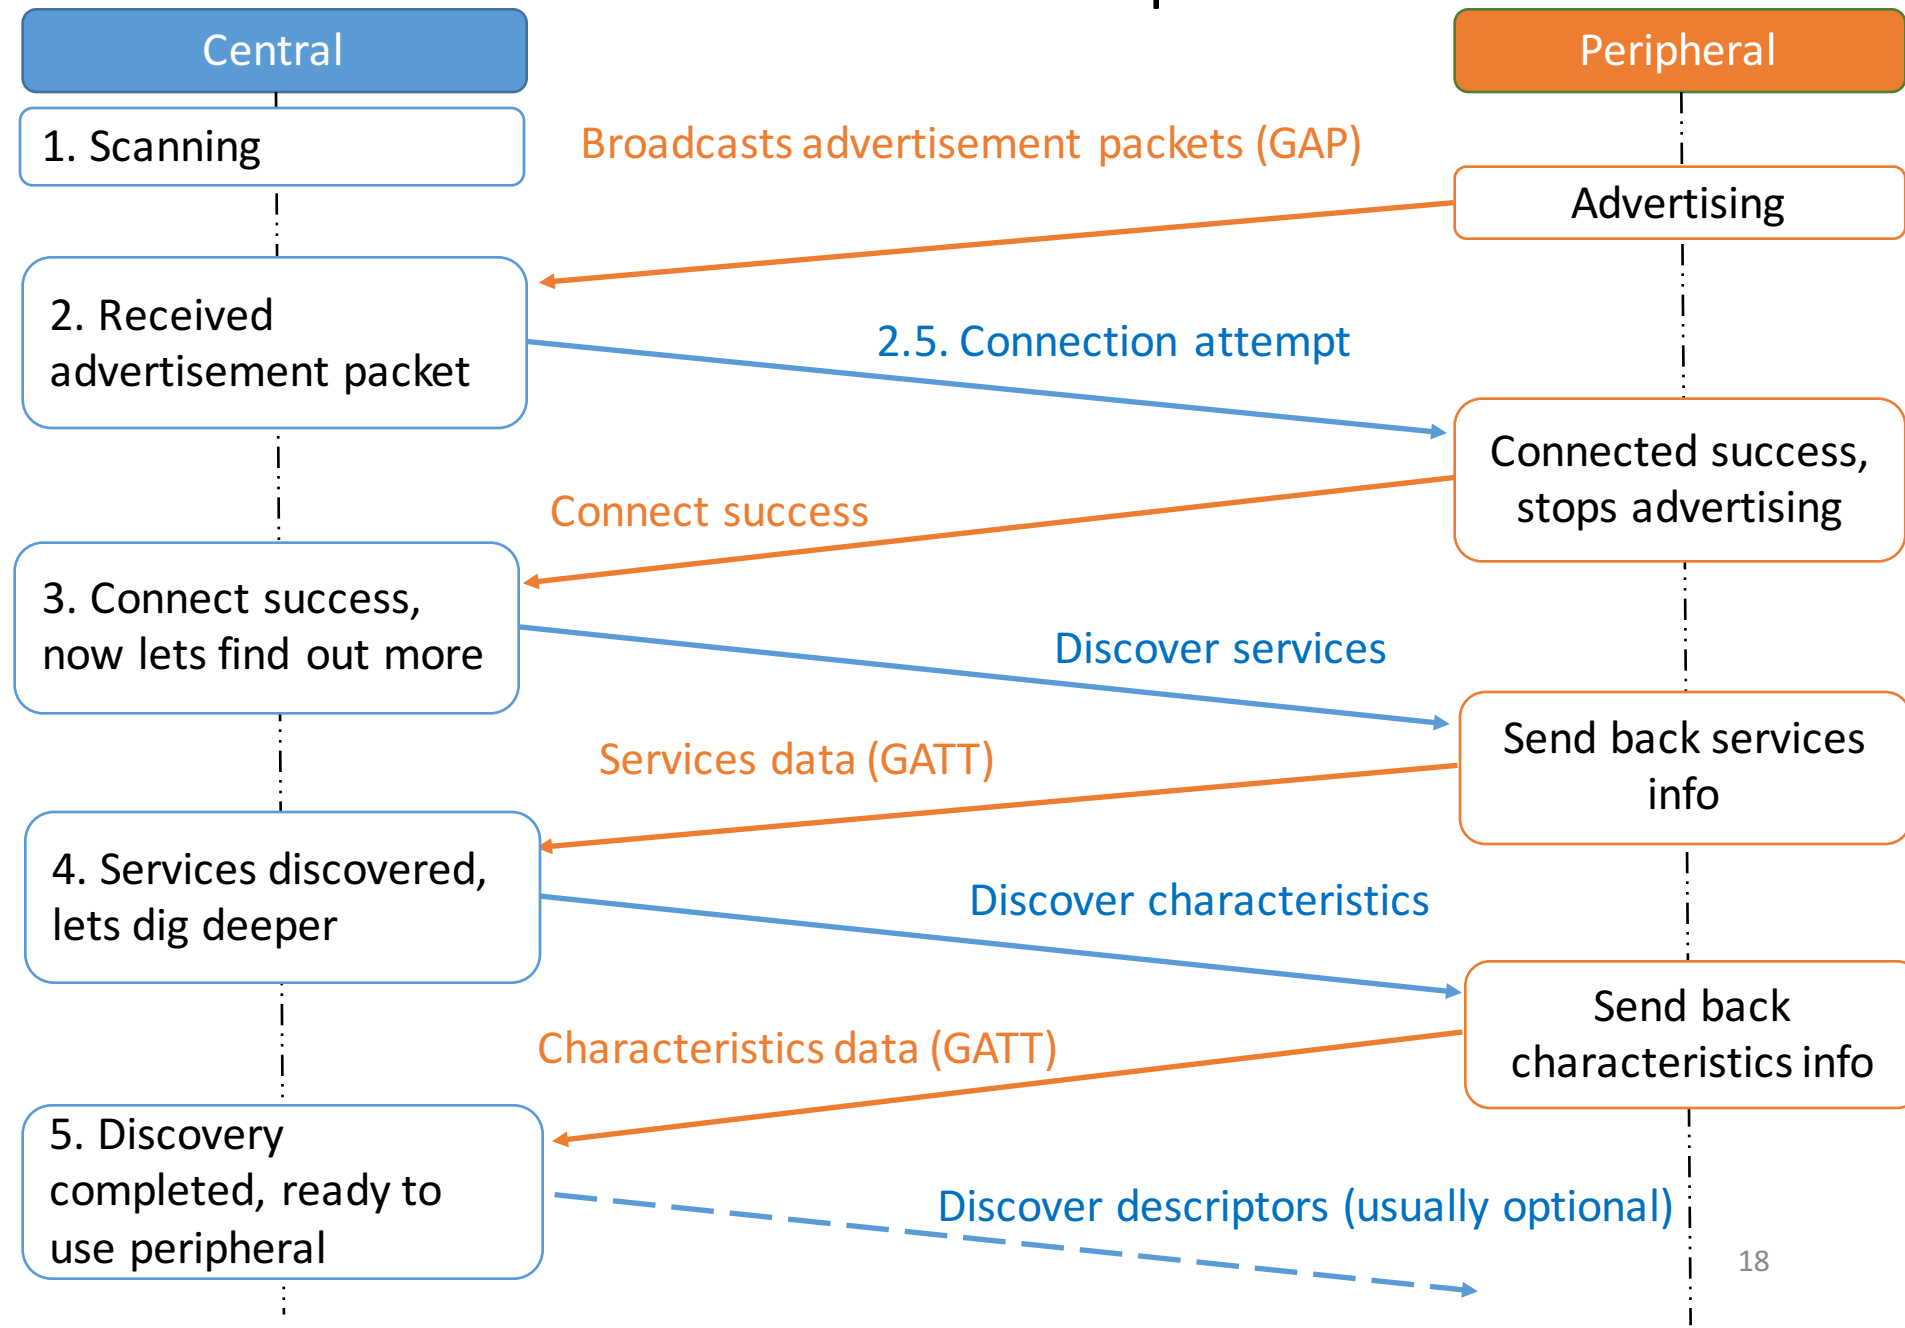 Central
Peripheral
1. Scanning
Broadcasts advertisement packets (GAP)
Advertising
2. Received
advertisement packet
2.5. Connection attempt
Connected success,
stops advertising
Connect success
3. Connect success,
now lets find out more
Discover services
Send back services
info
Services data (GATT)
4. Services discovered,
lets dig deeper
Discover characteristics
Send back
characteristics info
Characteristics data (GATT)
5. Discovery
completed, ready to
use peripheral
Discover descriptors (usually optional)
18